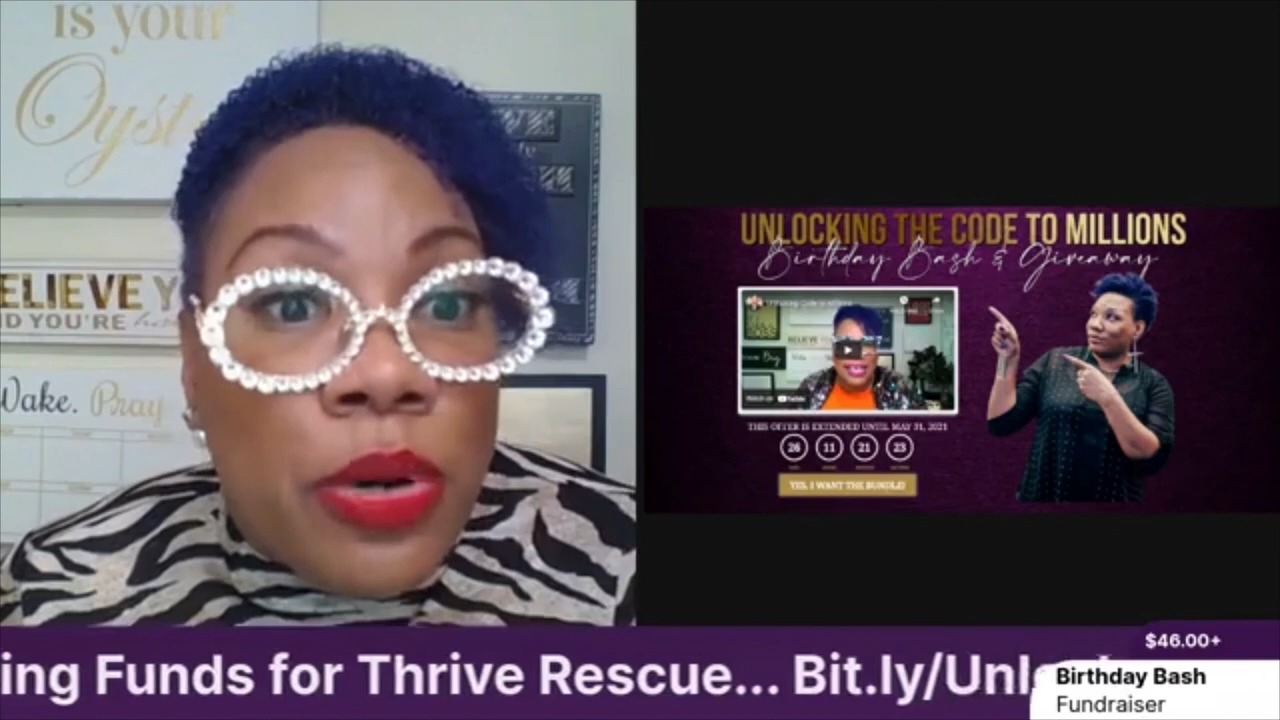 is your
Oyst
ELIEVE Y
ND YOU'RE
Wake. Pray
UNLOCKING THE CODE TO MILLIONS
Birthday Bash & Giveaway
THIS OFFER IS EXTENDED UNTIL MAY 31, 2021
26 11 21 23
YES, I WANT THE BUNDLE!
$46.00+
ing Funds for Thrive Rescue... Bit.ly/Unl
Birthday Bash
Fundraiser